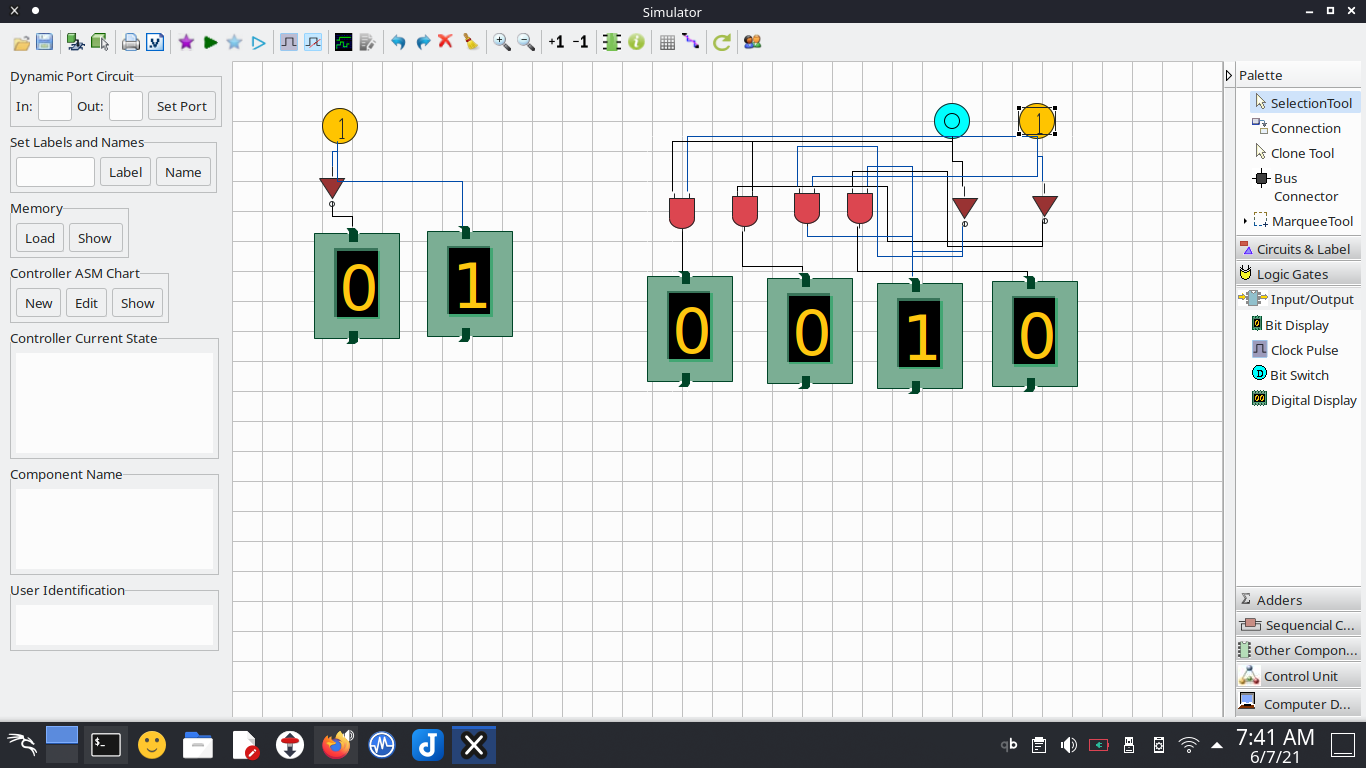 Simulator
+1 -1
Dynamic Port Circuit
In: Out: Set Port
Set Labels and Names
Label Name
Memory
Load Show
Controller ASM Chart
New Edit Show
Controller Current State
Component Name
User Identification
1
0 1
0 1
0 0 1 0
Palette
SelectionTool
Connection
Clone Tool
Bus
Connector
MarqueeTool
Circuits & Label
Logic Gates
Input/Output
Bit Display
Clock Pulse
Bit Switch
Digital Display
Adders
Sequential C...
Other Compon...
Control Unit
Computer D...
qb
7:41 AM
6/7/21